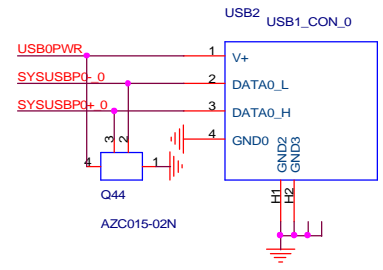 USB2
USB1_CON_0
USB0PWR
1
V+
SYSUSBP0-_0
2
DATA0_L
SYSUSBP0+_0
3
DATA0_H
4
GND0
3
2
4
1
GND2
GND3
H1
H2
Q44
AZC015-02N